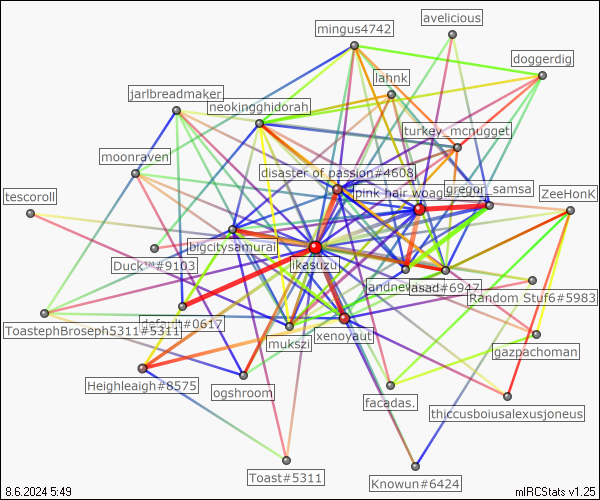 avelicious
mingus4742
doggerdig
lahnk
jarlbreadmaker
neokingghidorah
turkey_mcnugget
moonraven
disaster of passion#4608
pink hair woag
gregor_samsa
tescoroll
ZeeHonK
bigcitysamurai
Duck™#9103
ikasuzu
andnew
asad#6947
Random Stuf6#5983
ToastephBroseph5311#5311
default#0617
mukszi
xenoyaut
gazpachoman
Heighleaigh#8575
ogshroom
facadas.
thiccusboiusalexusjoneus
Toast#5311
Knowun#6424
8.6.2024 5:49
mIRCStats v1.25